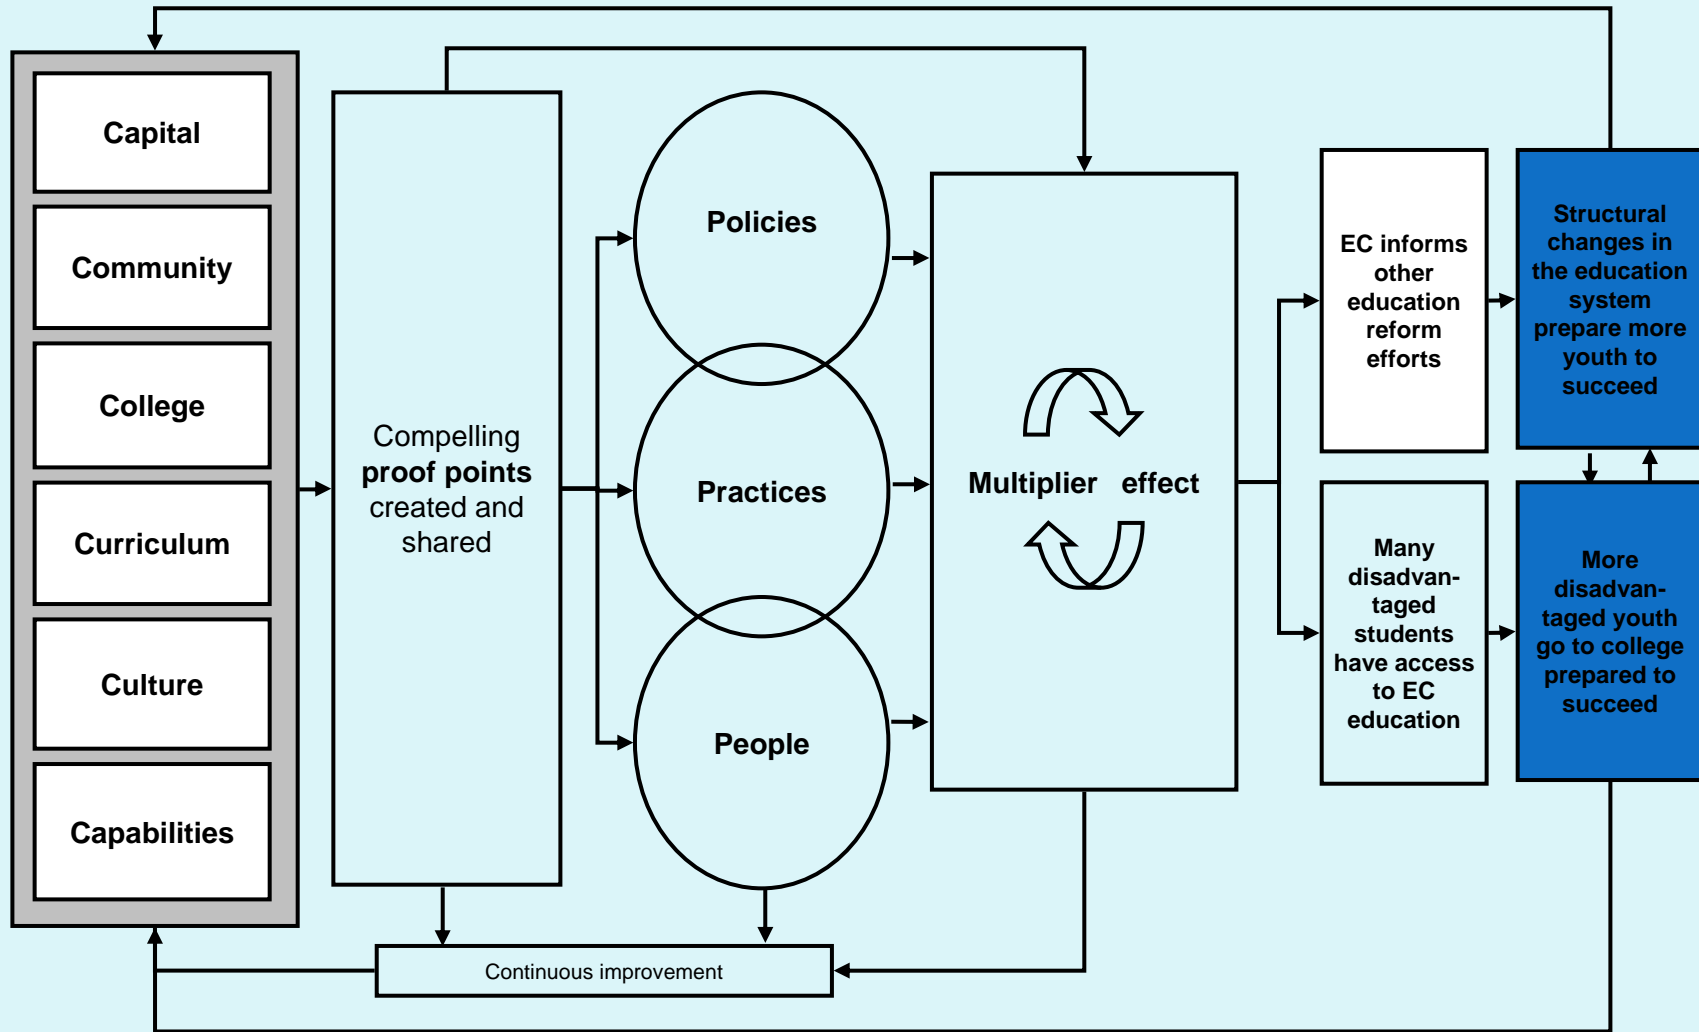 Capital
Community
College
Curriculum
Culture
Capabilities
Compelling
proof points
created and
shared
Policies
Practices
People
Multiplier effect
EC informs
other
education
reform
efforts
Many
disadvan-
taged
students
have access
to EC
education
Structural
changes in
the education
system
prepare more
youth to
succeed
More
disadvan-
taged youth
go to college
prepared to
succeed
Continuous improvement